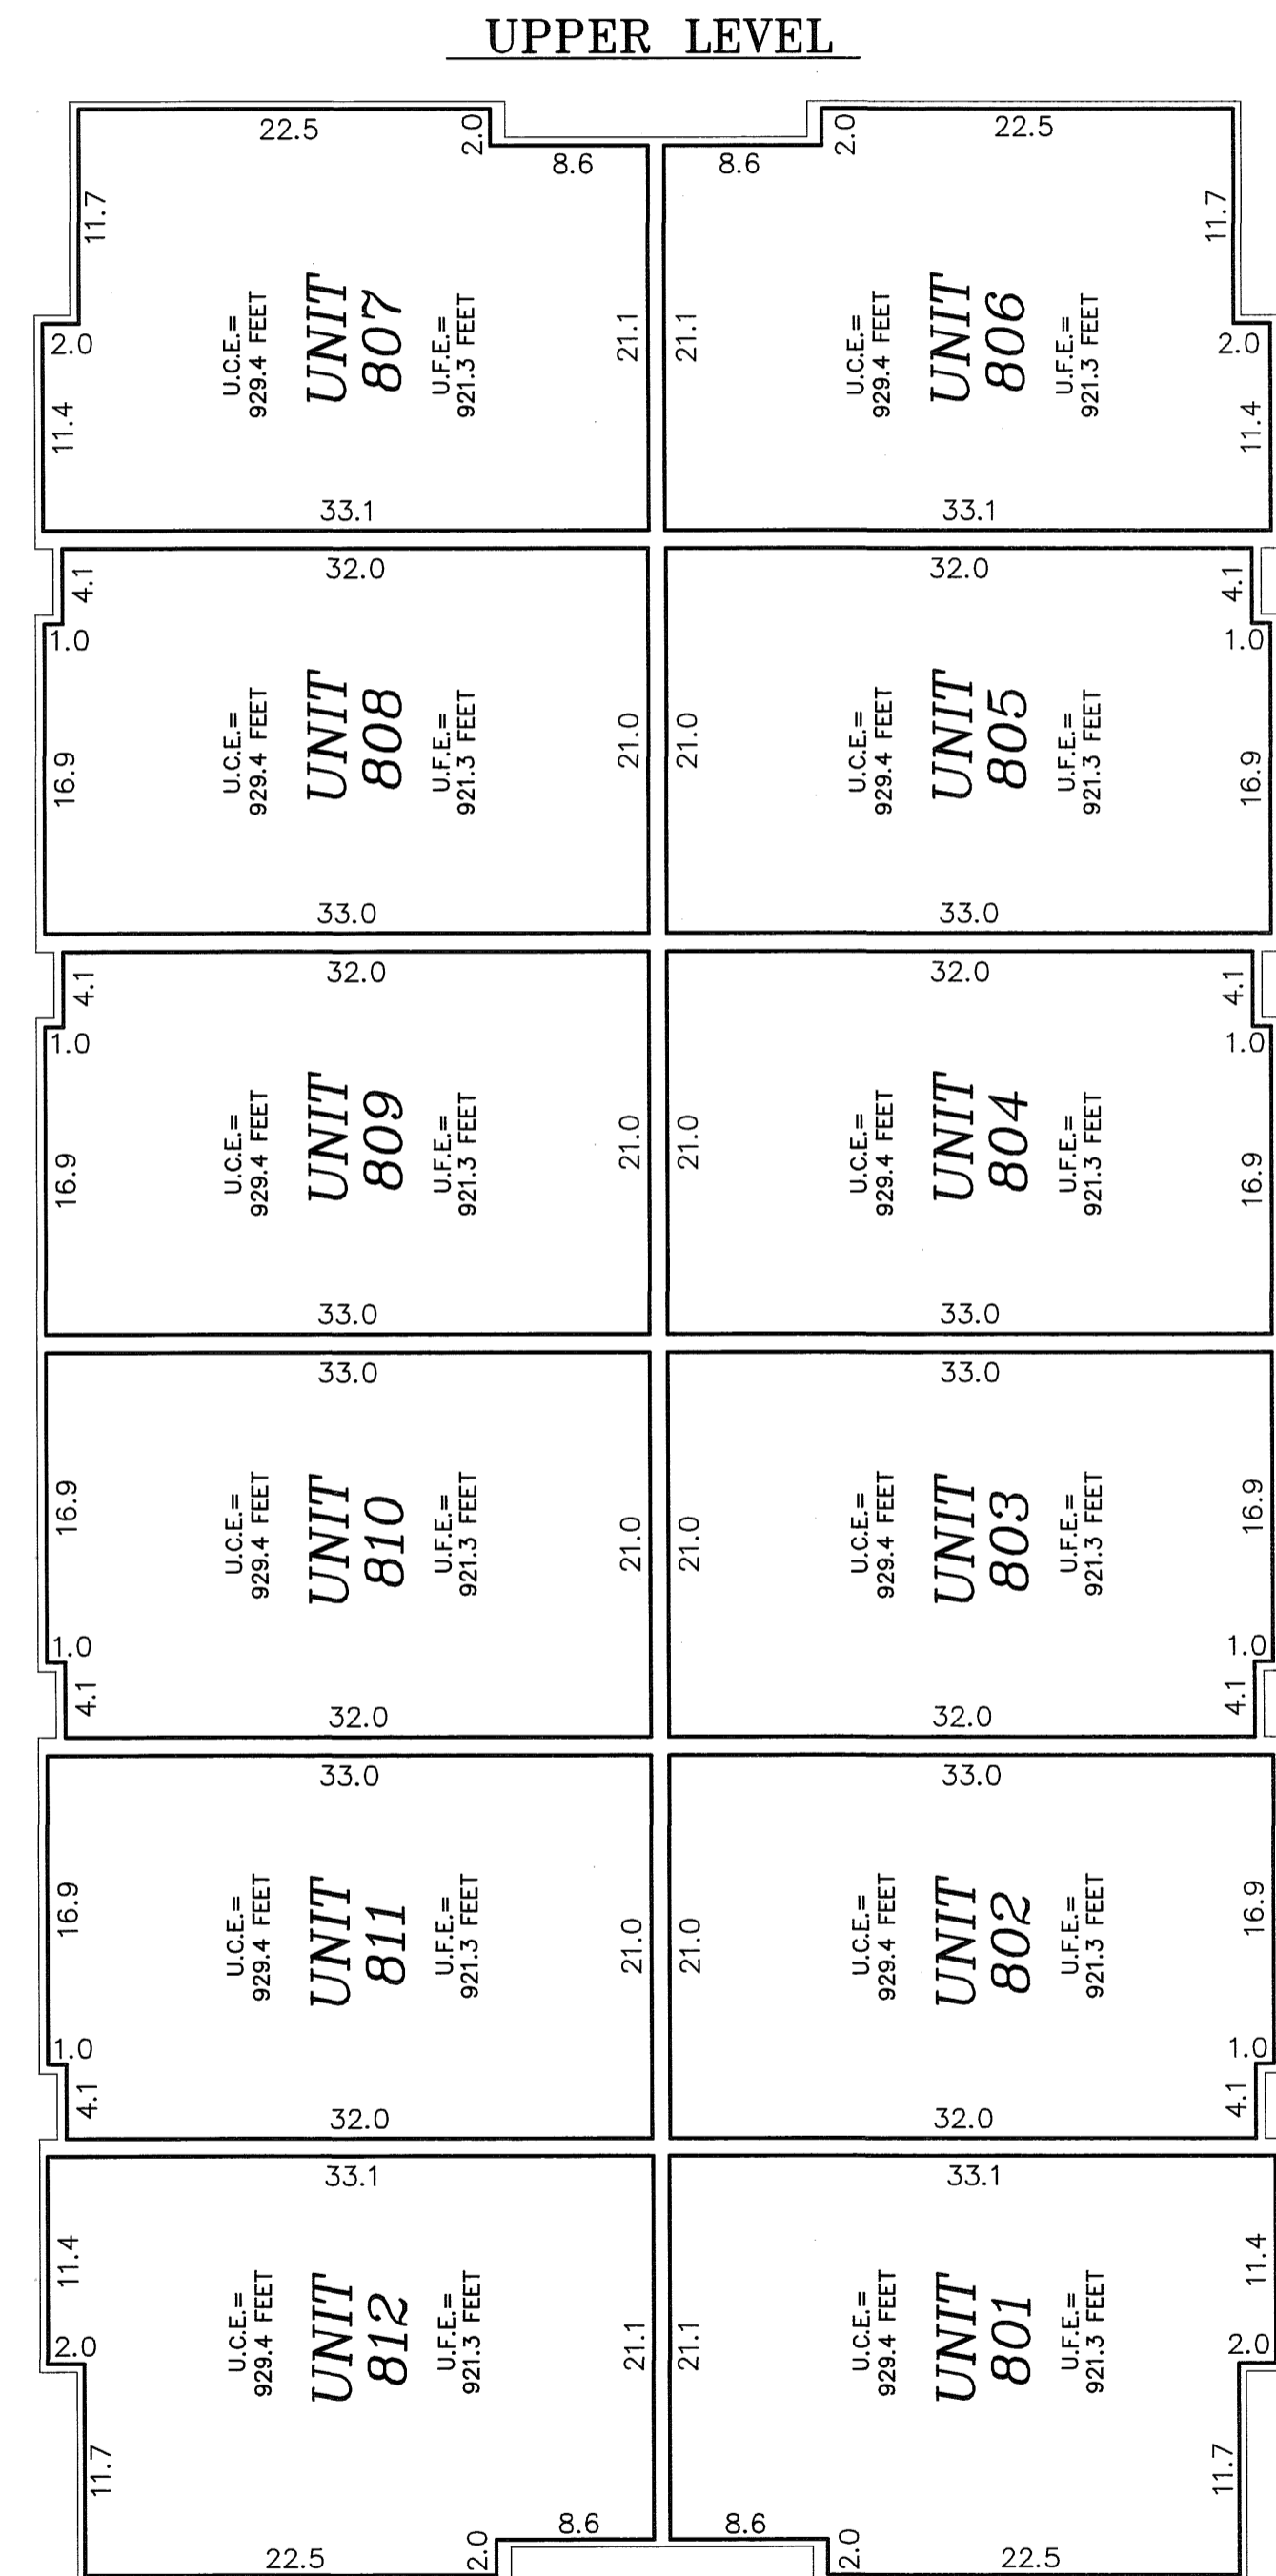 UPPER LEVEL
22.5
2.0
8.6
11.7
2.0
11.4
U.C.E.=
929.4 FEET
UNIT
807
U.F.E.=
921.3 FEET
21.1
33.1
8.6
2.0
22.5
11.7
21.1
U.C.E.=
929.4 FEET
UNIT
806
U.F.E.=
921.3 FEET
2.0
11.4
33.1
32.0
4.1
1.0
16.9
U.C.E.=
929.4 FEET
UNIT
808
U.F.E.=
921.3 FEET
21.0
33.0
32.0
4.1
1.0
21.0
U.C.E.=
929.4 FEET
UNIT
805
U.F.E.=
921.3 FEET
16.9
33.0
32.0
4.1
1.0
16.9
U.C.E.=
929.4 FEET
UNIT
809
U.F.E.=
921.3 FEET
21.0
33.0
32.0
4.1
1.0
21.0
U.C.E.=
929.4 FEET
UNIT
804
U.F.E.=
921.3 FEET
16.9
33.0
33.0
16.9
U.C.E.=
929.4 FEET
UNIT
810
U.F.E.=
921.3 FEET
21.0
1.0
4.1
32.0
33.0
21.0
U.C.E.=
929.4 FEET
UNIT
803
U.F.E.=
921.3 FEET
16.9
1.0
4.1
32.0
33.0
16.9
U.C.E.=
929.4 FEET
UNIT
811
U.F.E.=
921.3 FEET
21.0
1.0
4.1
32.0
33.0
21.0
U.C.E.=
929.4 FEET
UNIT
802
U.F.E.=
921.3 FEET
16.9
1.0
4.1
32.0
33.1
11.4
2.0
U.C.E.=
929.4 FEET
UNIT
812
U.F.E.=
921.3 FEET
21.1
11.7
8.6
2.0
22.5
33.1
21.1
U.C.E.=
929.4 FEET
UNIT
801
U.F.E.=
921.3 FEET
11.4
2.0
11.7
8.6
2.0
22.5